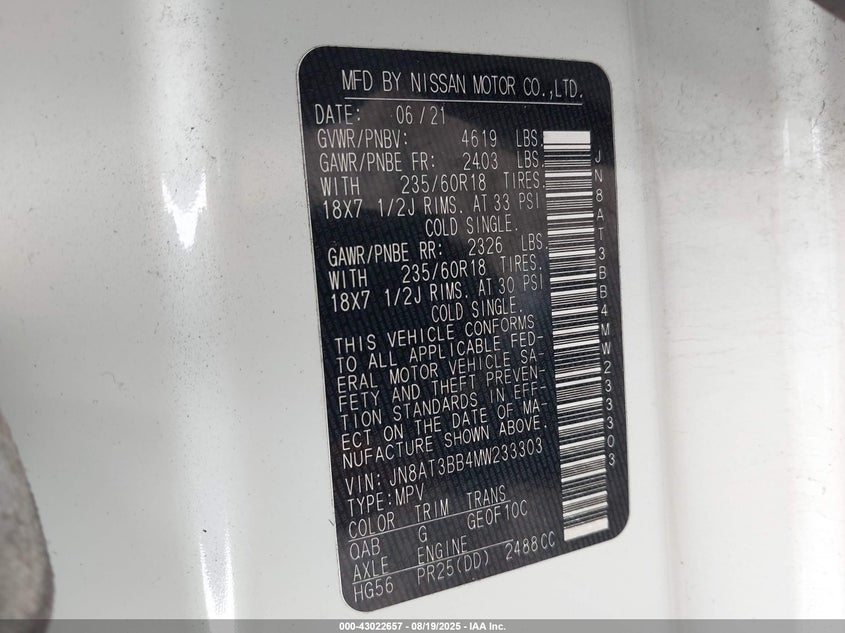 MFD BY NISSAN MOTOR CO.,LTD.
DATE: 06/21
GVWR/PNBV: 4619 LBS.
GAWR/PNBE FR: 2403 LBS.
WITH 235/60R18 TIRES.
18X7 1/2J RIMS. AT 33 PSI
COLD SINGLE.
GAWR/PNBE RR: 2326 LBS.
WITH 235/60R18 TIRES.
18X7 1/2J RIMS. AT 30 PSI
COLD SINGLE.
THIS VEHICLE CONFORMS
TO ALL APPLICABLE FED-
ERAL MOTOR VEHICLE SA-
FETY AND THEFT PREVEN-
TION STANDARDS IN EFF-
ECT ON THE DATE OF MA-
NUFACTURE SHOWN ABOVE.
VIN: JN8AT3BB4MW233303
TYPE:MPV
COLOR TRIM TRANS
QAB G GE0F10C
AXLE ENGINE
HG56 PR25(DD) 2488CC
JN8AT3BB4MW233303
000-43022657 - 08/19/2025 - IAA Inc.